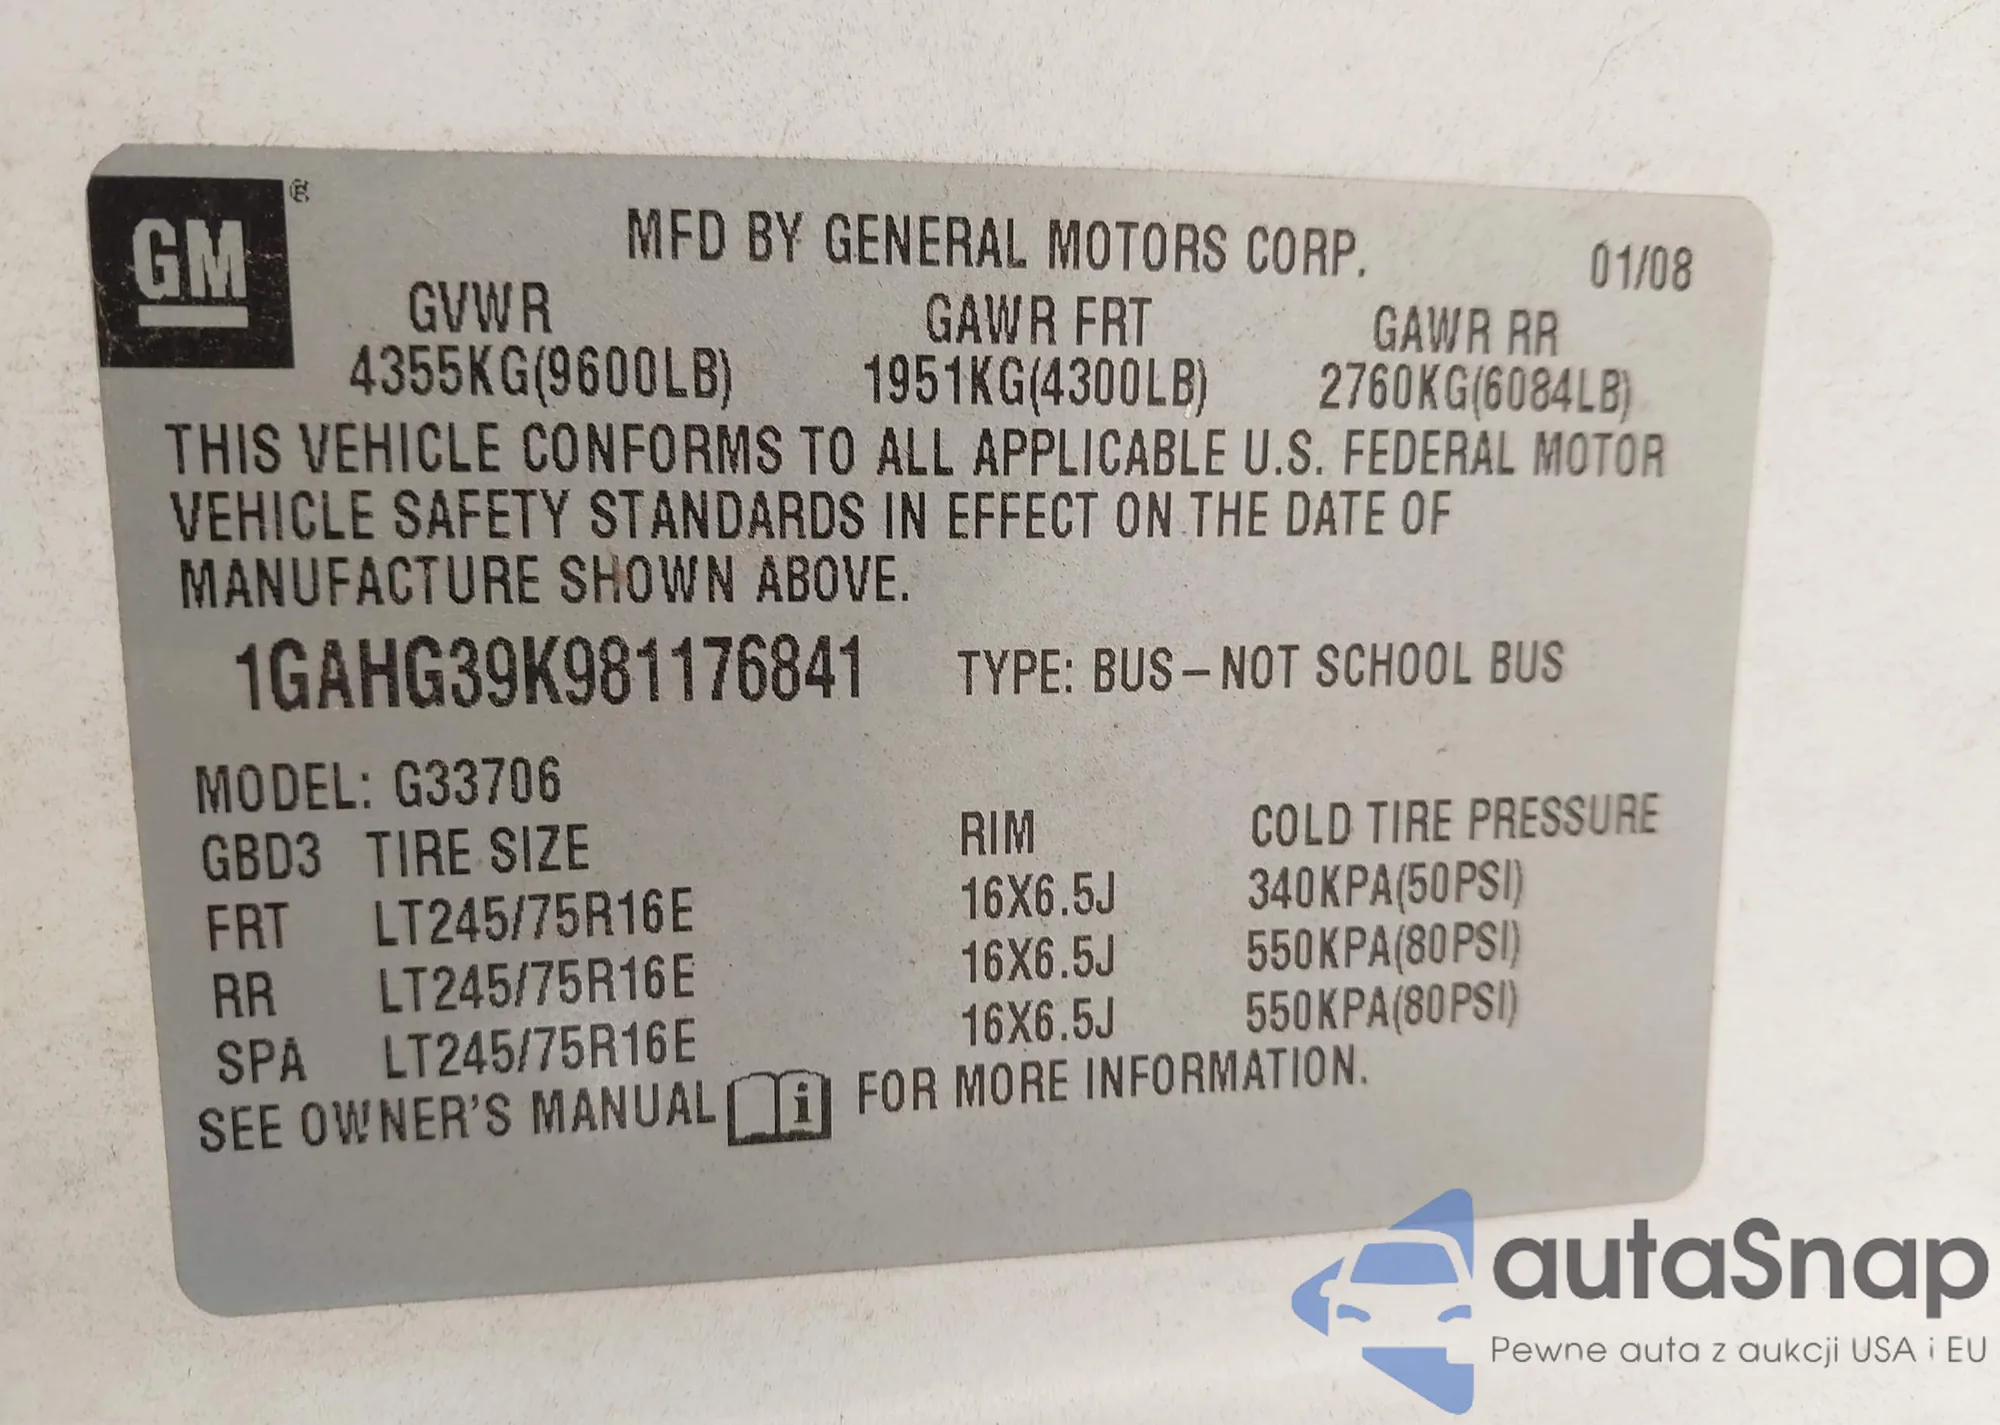 GM®
MFD BY GENERAL MOTORS CORP. 01/08
GVWR GAWR FRT GAWR RR
4355KG(9600LB) 1951KG(4300LB) 2760KG(6084LB)
THIS VEHICLE CONFORMS TO ALL APPLICABLE U.S. FEDERAL MOTOR
VEHICLE SAFETY STANDARDS IN EFFECT ON THE DATE OF
MANUFACTURE SHOWN ABOVE.
1GAHG39K981176841 TYPE: BUS – NOT SCHOOL BUS
MODEL: G33706
GBD3 TIRE SIZE RIM COLD TIRE PRESSURE
FRT LT245/75R16E 16X6.5J 340KPA(50PSI)
RR LT245/75R16E 16X6.5J 550KPA(80PSI)
SPA LT245/75R16E 16X6.5J 550KPA(80PSI)
SEE OWNER'S MANUAL i FOR MORE INFORMATION.
autaSnap
Pewne auta z aukcji USA i EU